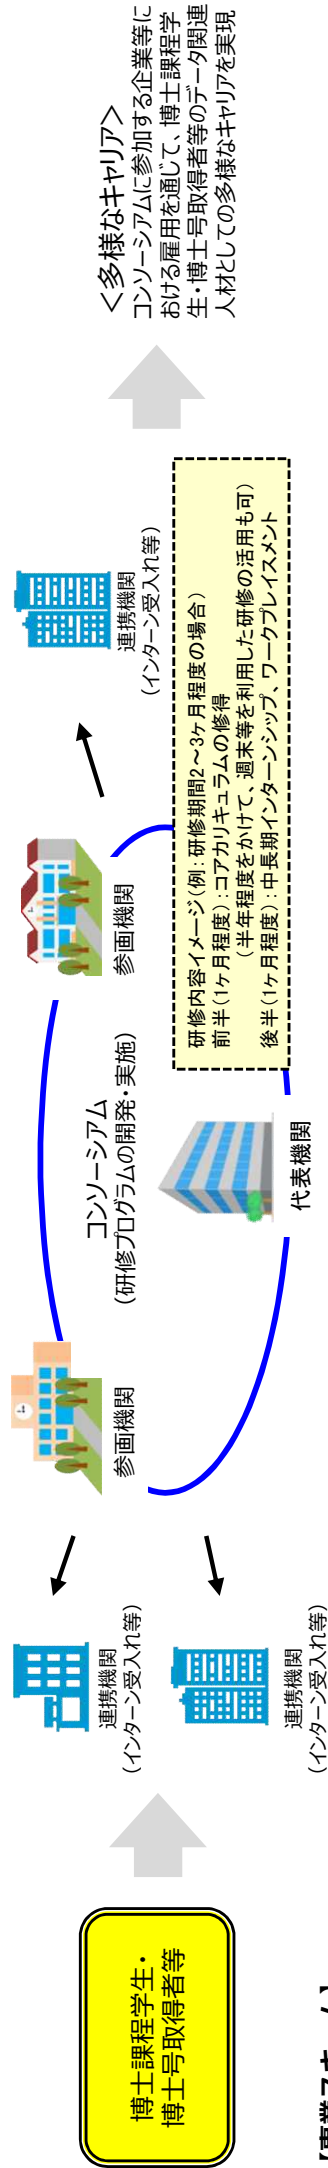 博士課程学生・
博士号取得者等
連携機関
(インターン受入れ等)
連携機関
(インターン受入れ等)
参画機関
コンソーシアム
(研修プログラムの開発・実施)
代表機関
参画機関
連携機関
(インターン受入れ等)
研修内容イメージ(例:研修期間2~3ヶ月程度の場合)
前半(1ヶ月程度):コアカリキュラムの修得
(半年程度をかけて、週末等を利用した研修の活用も可)
後半(1ヶ月程度):中長期インターンシップ、ワークプレイスメント
<多様なキャリア>
コンソーシアムに参加する企業等に
おける雇用を通じて、博士課程学
生・博士号取得者等のデータ関連
人材としての多様なキャリアを実現